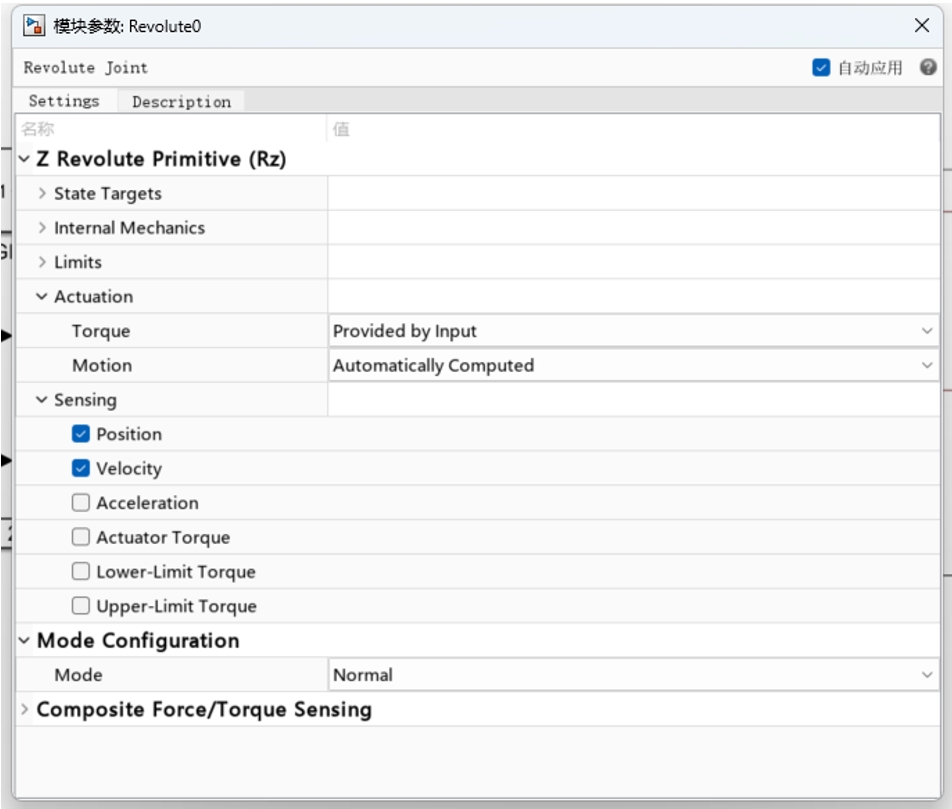 模块参数: Revolute0
Revolute Joint
自动应用
Settings Description
名称 值
Z Revolute Primitive (Rz)
State Targets
Internal Mechanics
Limits
Actuation
Torque Provided by Input
Motion Automatically Computed
Sensing
Position
Velocity
Acceleration
Actuator Torque
Lower-Limit Torque
Upper-Limit Torque
Mode Configuration
Mode Normal
Composite Force/Torque Sensing